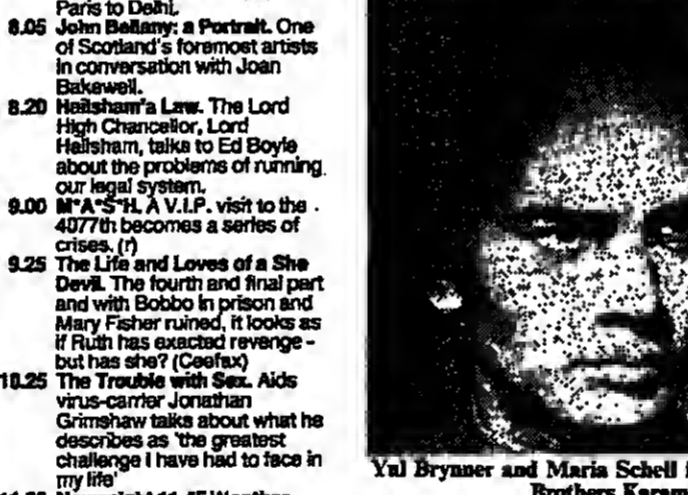 Paris to Delhi.
8.05 John Bellany: a Portrait. One
of Scotland's foremost artists
in conversation with Joan
Bakewell.
8.20 Hailsham'a Law. The Lord
High Chancellor, Lord
Hailsham, talks to Ed Boyle
about the problems of running
our legal system.
9.00 M*A*S*H. A V.I.P. visit to the
4077th becomes a series of
crises. (r)
9.25 The Life and Loves of a She
Devil. The fourth and final part
and with Bobbo in prison and
Mary Fisher ruined, it looks as
if Ruth has exacted revenge –
but has she? (Ceefax)
10.25 The Trouble with Sex. Aids
virus-carrier Jonathan
Grimshaw talks about what he
describes as 'the greatest
challenge I have had to face in
my life'
Yul Brynner and Maria Schell
Brothers